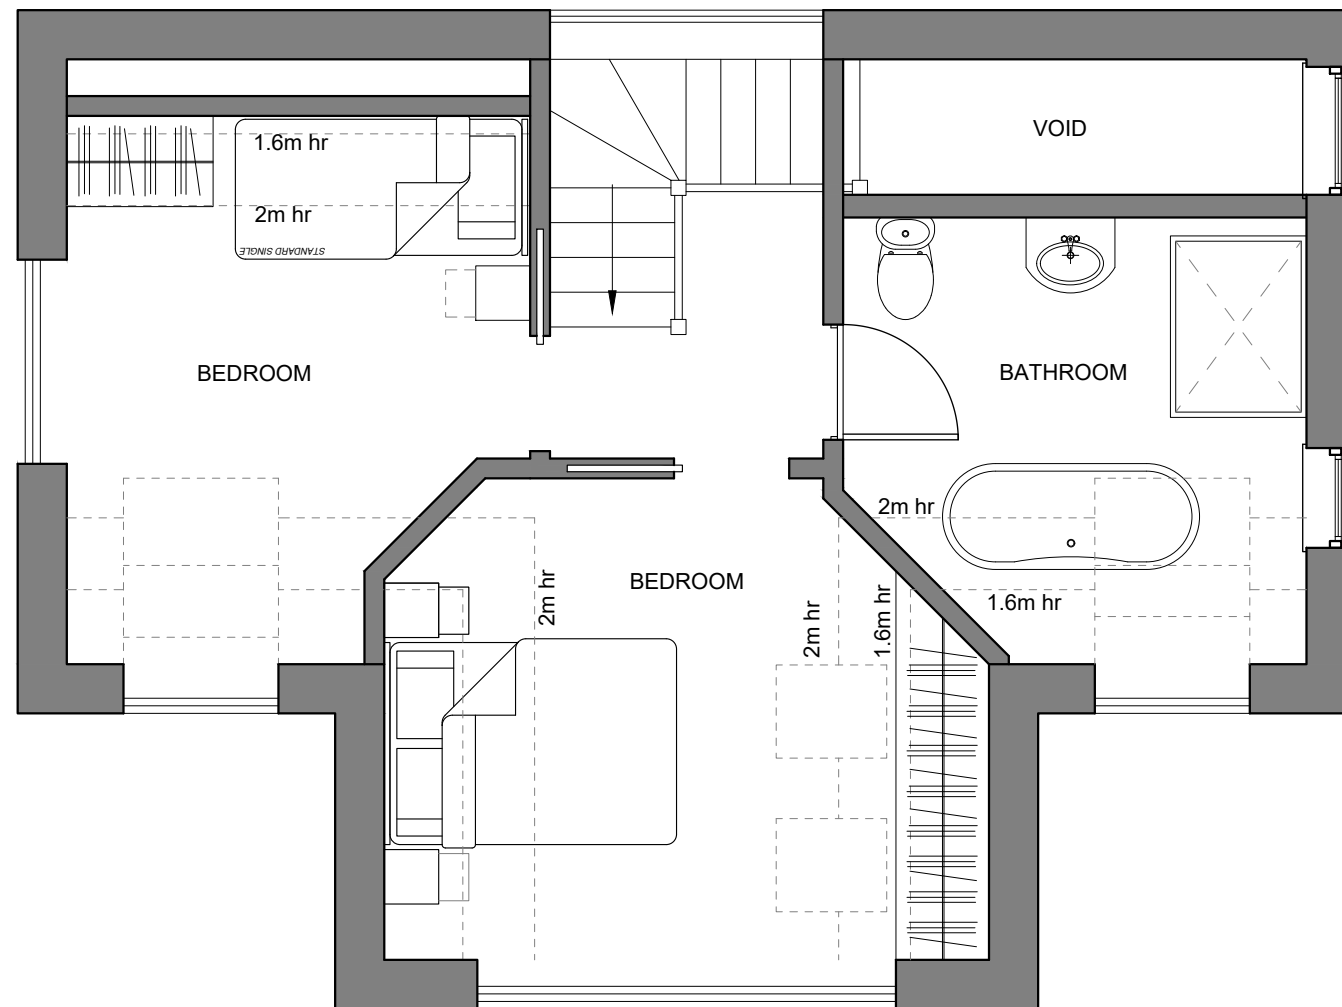 VOID
1.6m hr
2m hr
STANDARD SINGLE
BEDROOM
BATHROOM
2m hr
BEDROOM
2m hr
2m hr
1.6m hr
1.6m hr